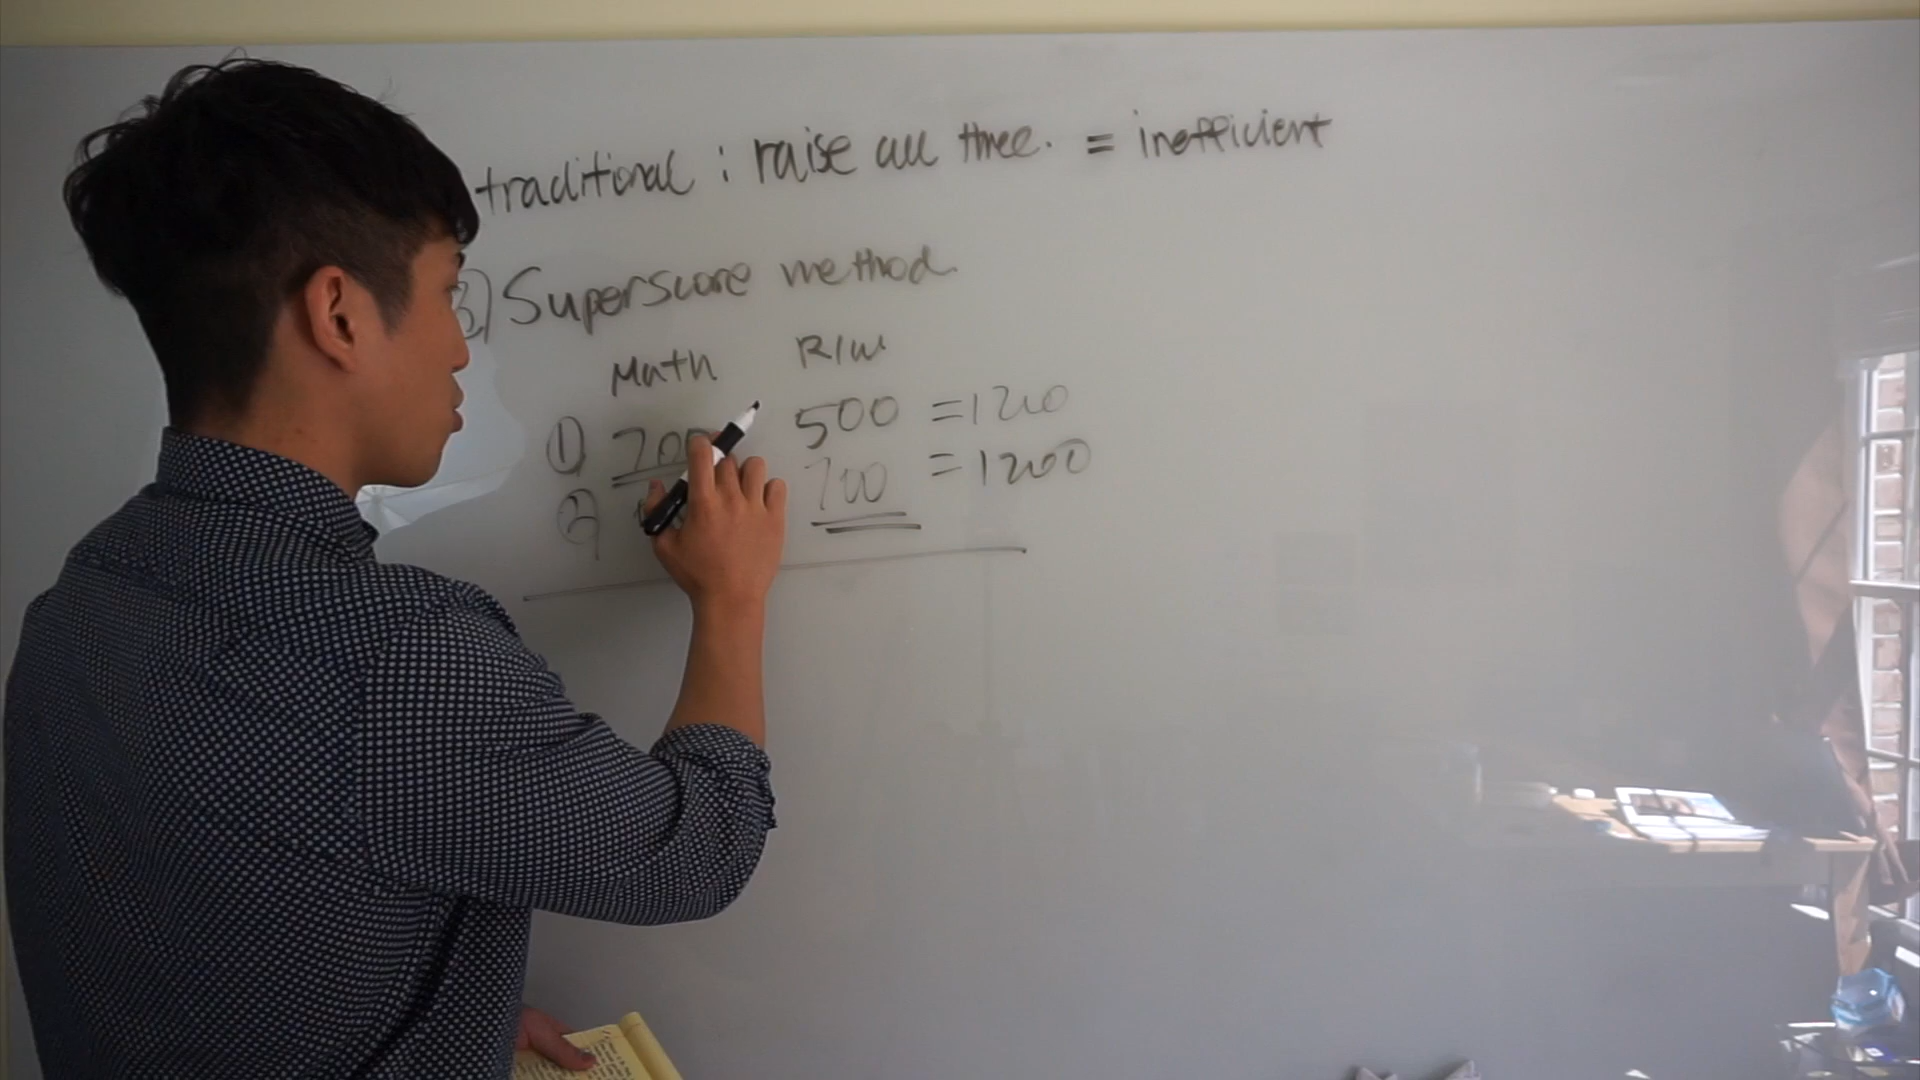 traditional : raise all three. = inefficient
3) Superscore method
Math R/W
① 700 500 = 1200
② 700 = 1200